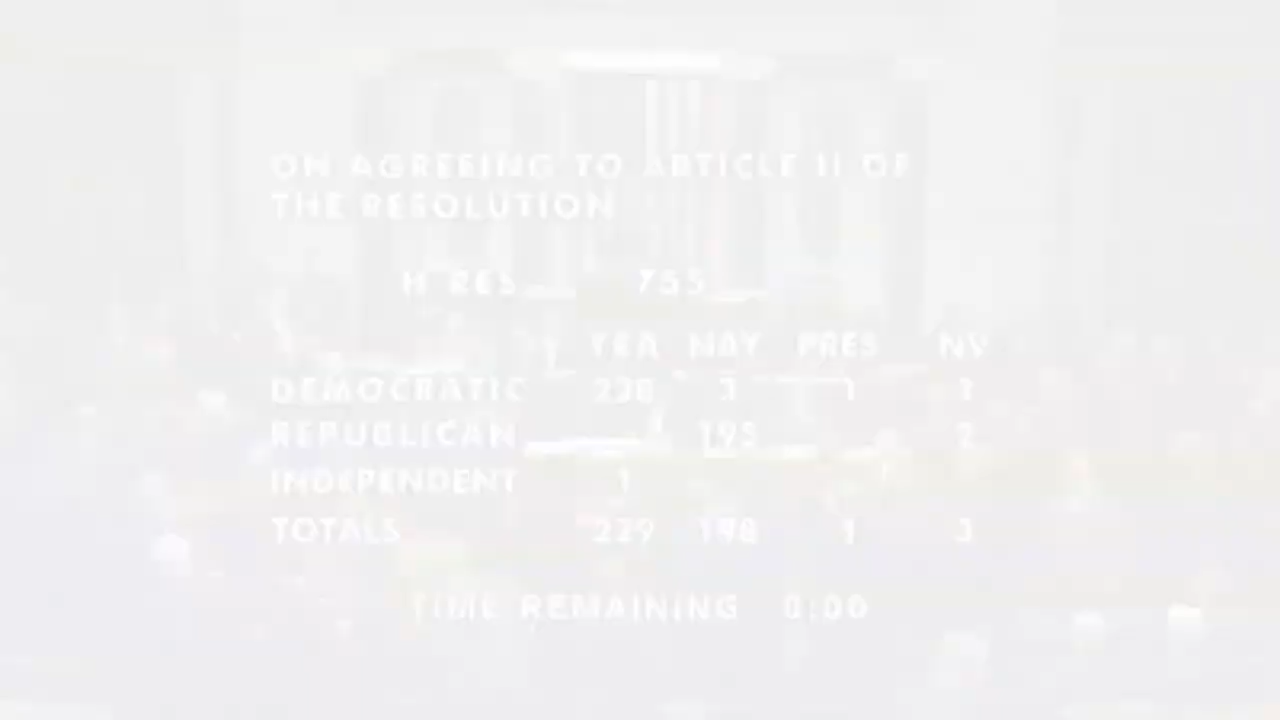 ON AGREEING TO ARTICLE II OF
THE RESOLUTION
H RES 755
YEA NAY PRES NV
DEMOCRATIC 3 1 1
REPUBLICAN 195 2
INDEPENDENT 1
TOTALS 229 198 1 3
TIME REMAINING 0:00